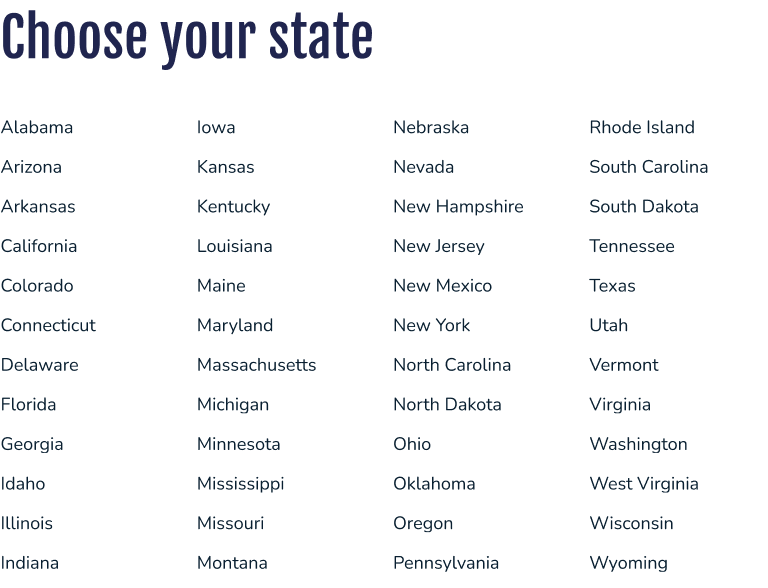 Choose your state
Alabama
Arizona
Arkansas
California
Colorado
Connecticut
Delaware
Florida
Georgia
Idaho
Illinois
Indiana
Iowa
Kansas
Kentucky
Louisiana
Maine
Maryland
Massachusetts
Michigan
Minnesota
Mississippi
Missouri
Montana
Nebraska
Nevada
New Hampshire
New Jersey
New Mexico
New York
North Carolina
North Dakota
Ohio
Oklahoma
Oregon
Pennsylvania
Rhode Island
South Carolina
South Dakota
Tennessee
Texas
Utah
Vermont
Virginia
Washington
West Virginia
Wisconsin
Wyoming